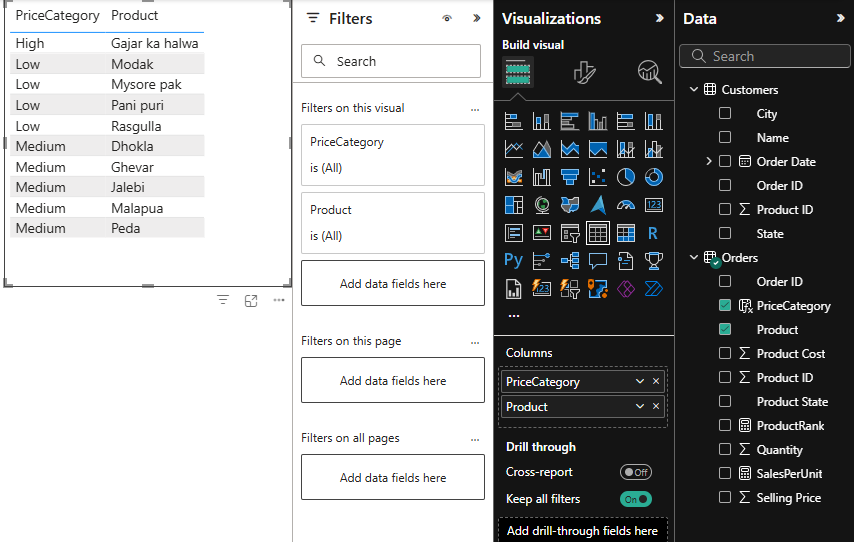 PriceCategory Product
High Gajar ka halwa
Low Modak
Low Mysore pak
Low Pani puri
Low Rasgulla
Medium Dhokla
Medium Ghevar
Medium Jalebi
Medium Malapua
Medium Peda
Filters
Search
Filters on this visual
...
PriceCategory
is (All)
Product
is (All)
Add data fields here
Filters on this page
...
Add data fields here
Filters on all pages
...
Add data fields here
Visualizations
Build visual
123
R
Py
123
...
Columns
PriceCategory
Product
Drill through
Cross-report
Off
Keep all filters
On
Add drill-through fields here
Data
Search
Customers
City
Name
Order Date
Order ID
Product ID
State
Orders
Order ID
PriceCategory
Product
Product Cost
Product ID
Product State
ProductRank
Quantity
SalesPerUnit
Selling Price